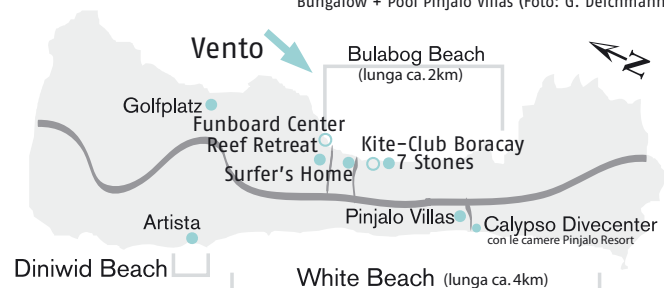 Bungalow + Pool Pinjalo Villas (Foto: G. Deichmann
Vento
Bulabog Beach
(lunga ca. 2km)
N
Golfplatz
Funboard Center
Reef Retreat
Kite-Club Boracay
7 Stones
Surfer's Home
Artista
Pinjalo Villas
Calypso Divecenter
con le camere Pinjalo Resort
Diniwid Beach
White Beach (lunga ca. 4km)